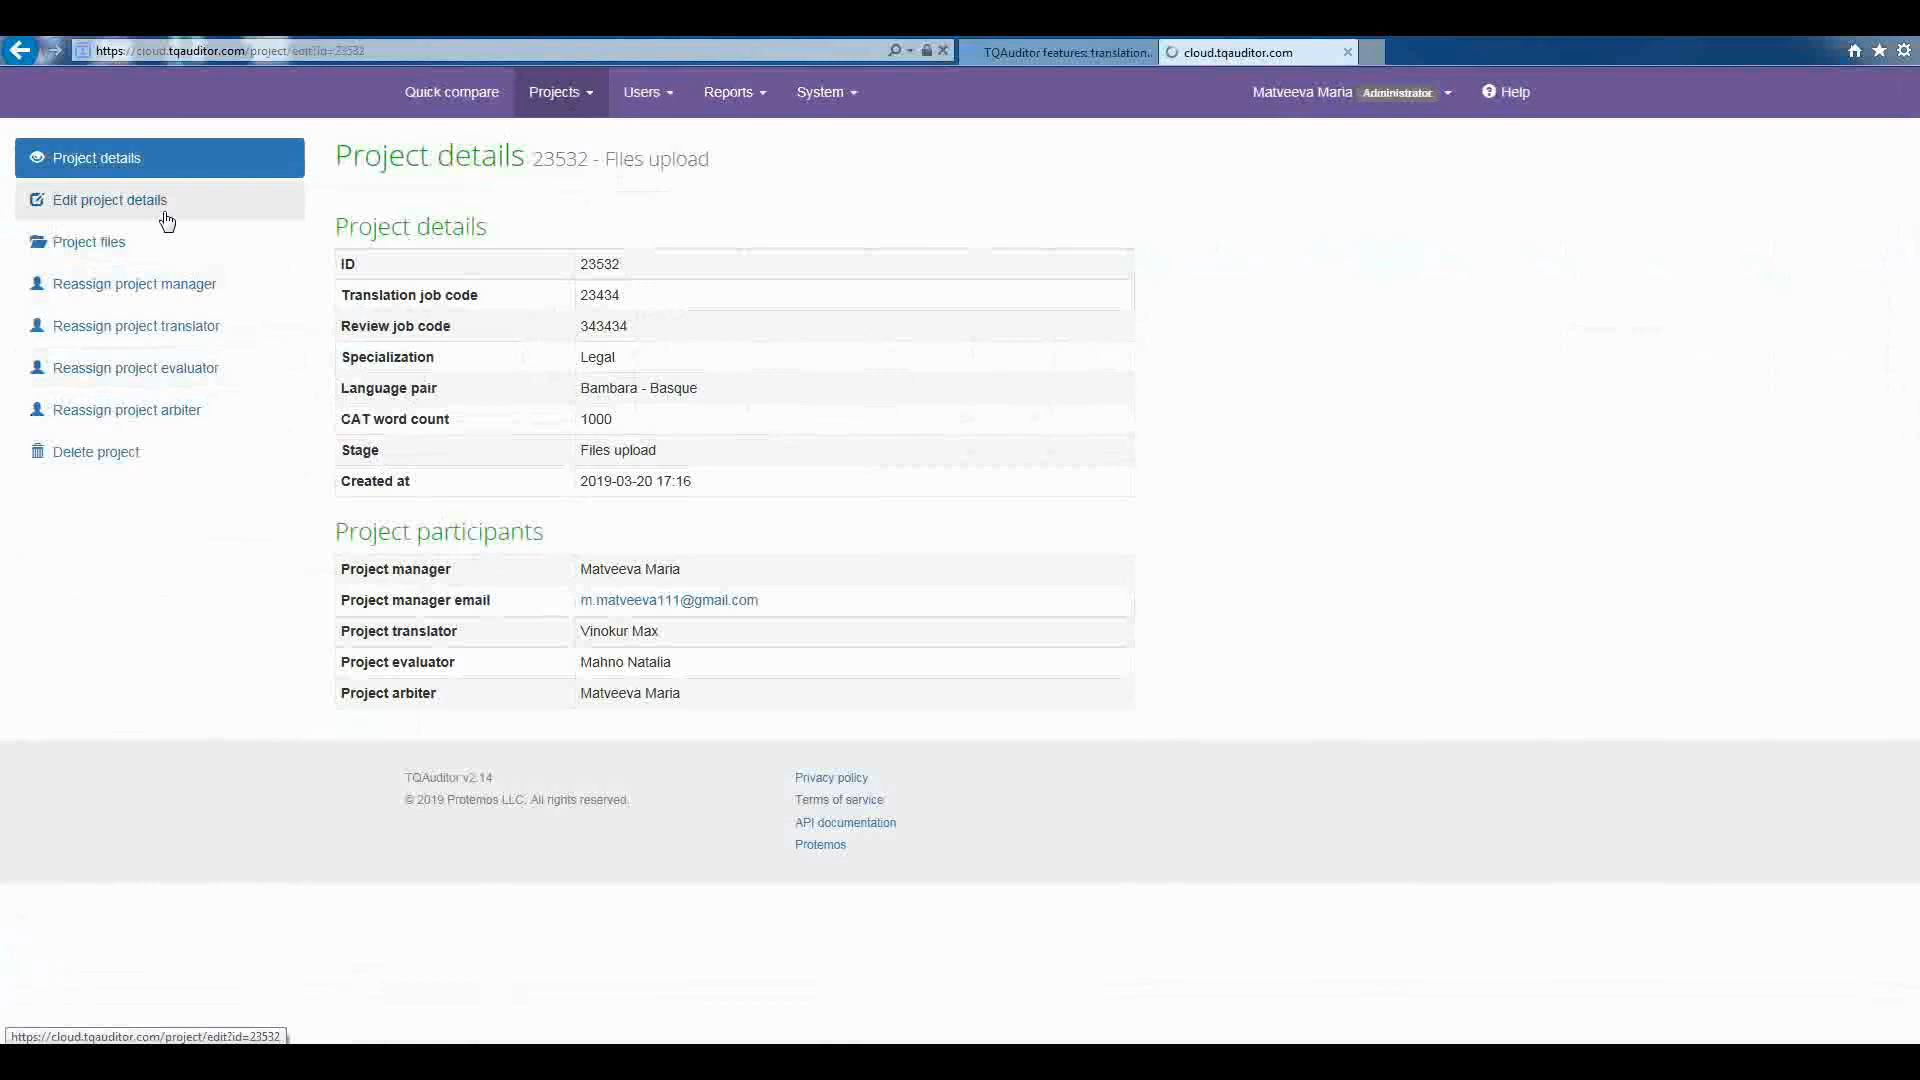 https://cloud.tqauditor.com/project/edit?id=23532
TQAuditor features: translation...
cloud.tqauditor.com
Quick compare
Projects
Users
Reports
System
Matveeva Maria Administrator
Help
Project details
Edit project details
Project files
Reassign project manager
Reassign project translator
Reassign project evaluator
Reassign project arbiter
Delete project
Project details 23532 - Files upload
Project details
ID 23532
Translation job code 23434
Review job code 343434
Specialization Legal
Language pair Bambara - Basque
CAT word count 1000
Stage Files upload
Created at 2019-03-20 17:16
Project participants
Project manager Matveeva Maria
Project manager email m.matveeva111@gmail.com
Project translator Vinokur Max
Project evaluator Mahno Natalia
Project arbiter Matveeva Maria
TQAuditor v2.14
© 2019 Protemos LLC. All rights reserved.
Privacy policy
Terms of service
API documentation
Protemos
https://cloud.tqauditor.com/project/edit?id=23532